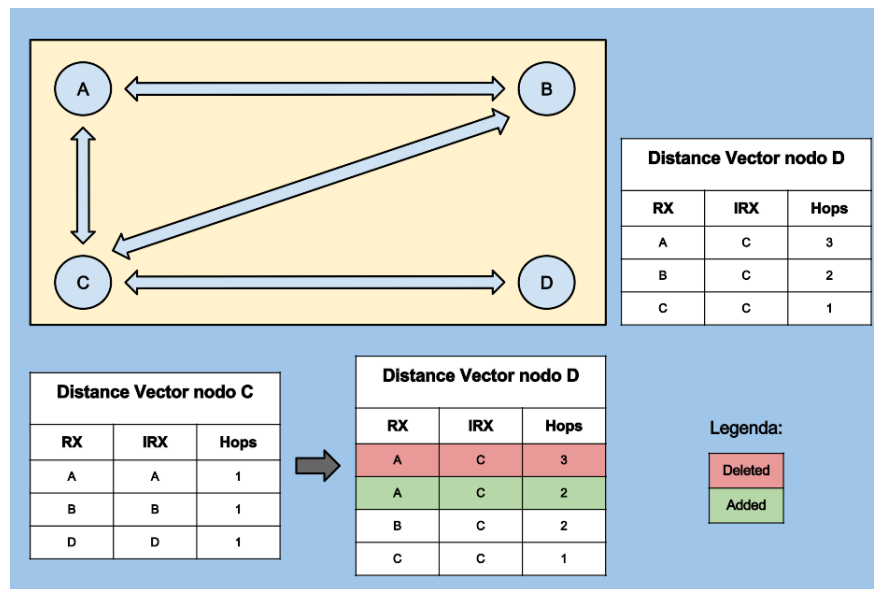 A
B
C
D
Distance Vector nodo D
RX IRX Hops
A C 3
B C 2
C C 1
Distance Vector nodo C
RX IRX Hops
A A 1
B B 1
D D 1
Distance Vector nodo D
RX IRX Hops
A C 3
A C 2
B C 2
C C 1
Legenda:
Deleted
Added